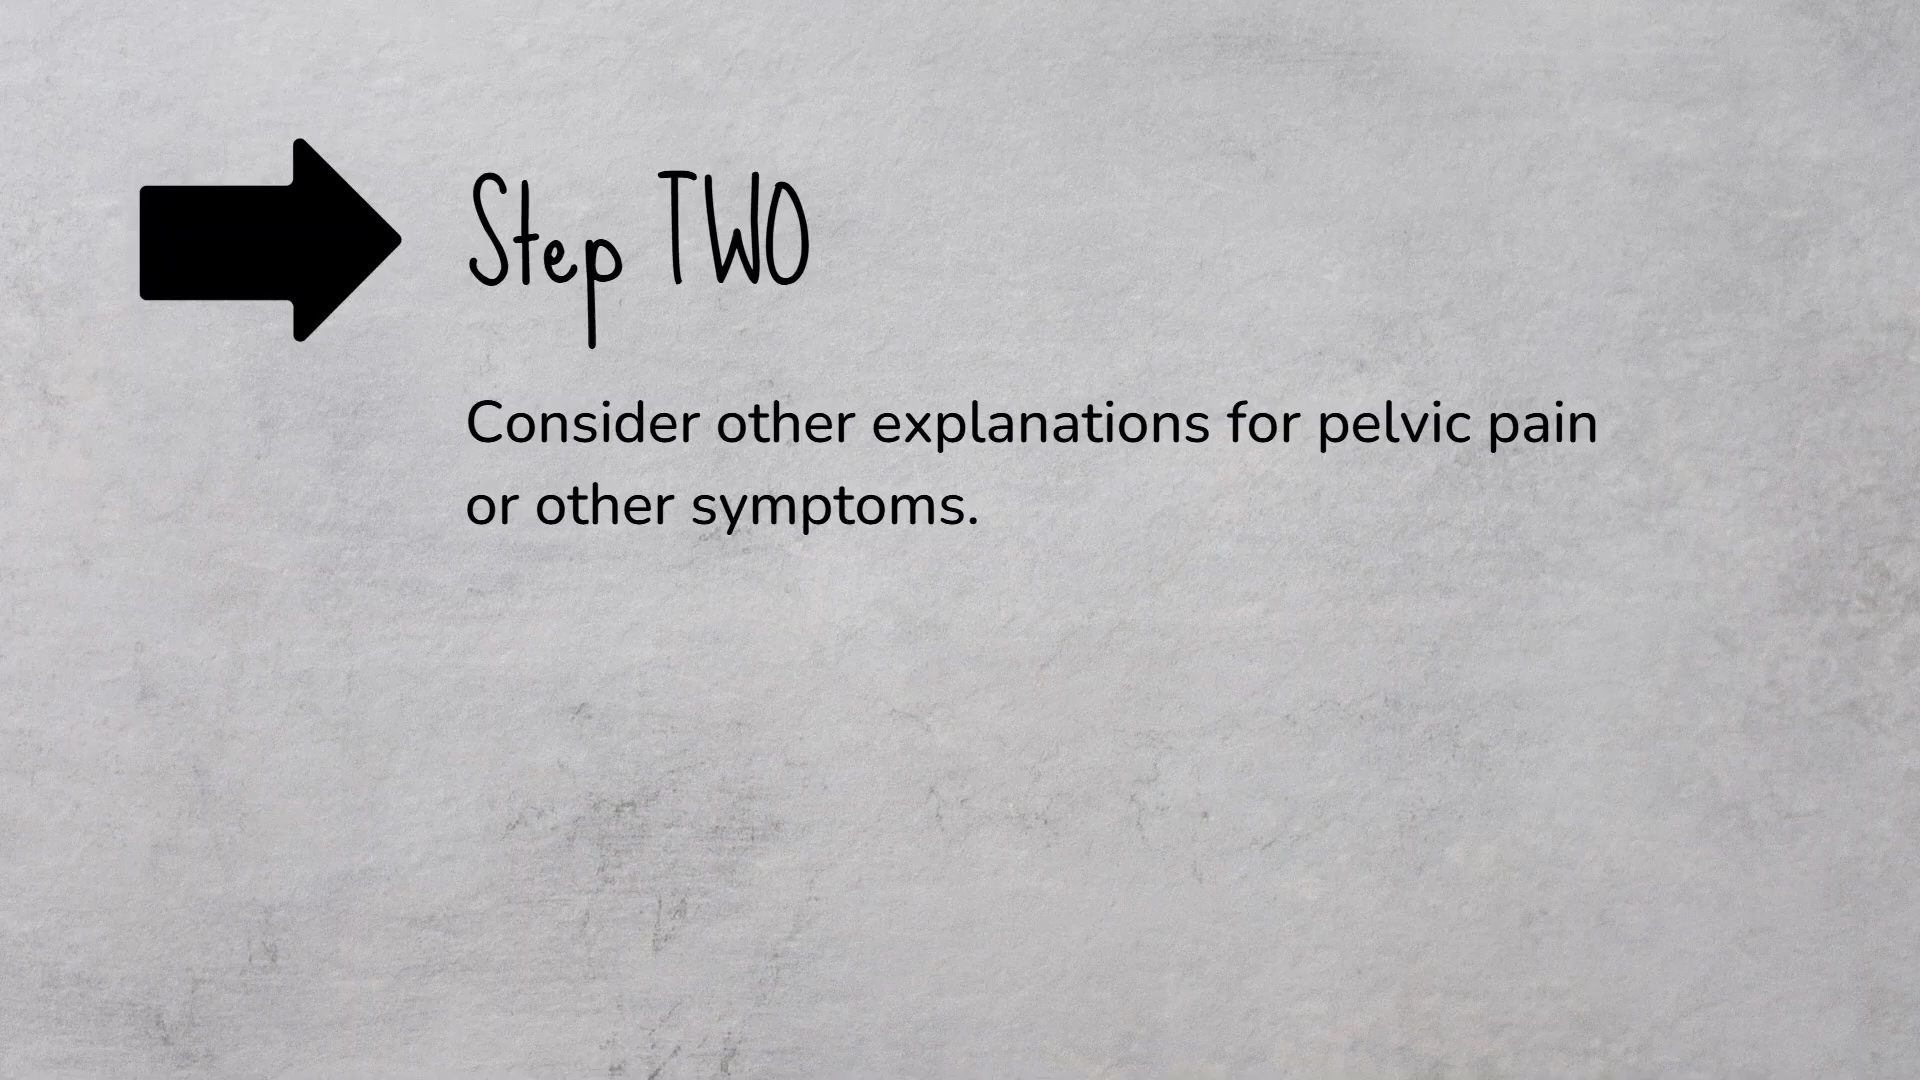 Step TWO
Consider other explanations for pelvic pain
or other symptoms.